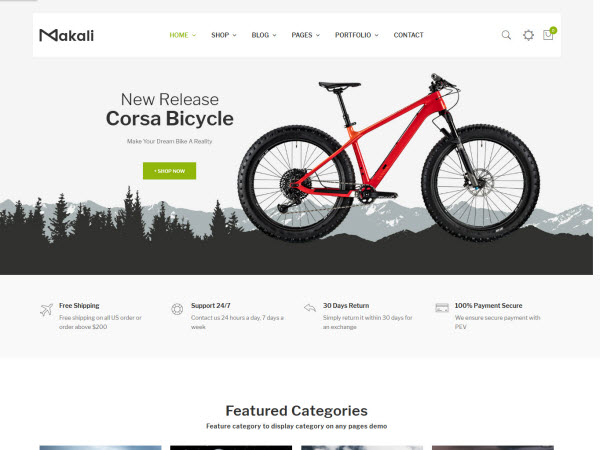 Makali
HOME SHOP BLOG PAGES PORTFOLIO CONTACT
0
New Release
Corsa Bicycle
Make Your Dream Bike A Reality
+ SHOP NOW
Free Shipping
Free shipping on all US order or
order above $200
Support 24/7
Contact us 24 hours a day, 7 days a
week
30 Days Return
Simply return it within 30 days for
an exchange
100% Payment Secure
We ensure secure payment with
PEV
Featured Categories
Feature category to display category on any pages demo